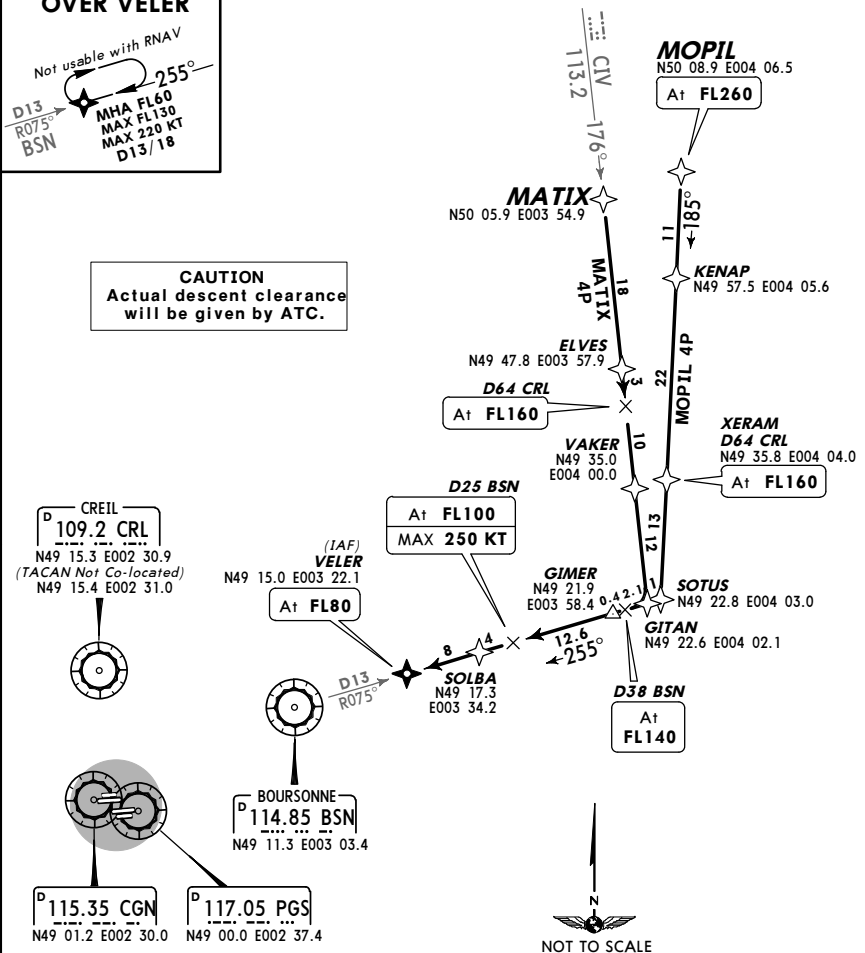 OVER VELER
Not usable with RNAV
255°
D13
R075°
BSN
MHA FL60
MAX FL130
MAX 220 KT
D13/18
CIV
113.2
176°
MOPIL
N50 08.9 E004 06.5
At FL260
MATIX
N50 05.9 E003 54.9
11
185°
KENAP
N49 57.5 E004 05.6
18
MATIX
4P
CAUTION
Actual descent clearance
will be given by ATC.
ELVES
N49 47.8 E003 57.9
3
22
MOPIL 4P
D64 CRL
At FL160
10
XERAM
D64 CRL
N49 35.8 E004 04.0
At FL160
VAKER
N49 35.0
E004 00.0
D25 BSN
At FL100
MAX 250 KT
12
13
CREIL
D
109.2 CRL
N49 15.3 E002 30.9
(TACAN Not Co-located)
N49 15.4 E002 31.0
(IAF)
VELER
N49 15.0 E003 22.1
At FL80
GIMER
N49 21.9
E003 58.4
0.4
2.1
1
SOTUS
N49 22.8 E004 03.0
GITAN
N49 22.6 E004 02.1
12.6
255°
4
8
SOLBA
N49 17.3
E003 34.2
D13
R075°
D38 BSN
At
FL140
BOURSONNE
D
114.85 BSN
N49 11.3 E003 03.4
D
115.35 CGN
N49 01.2 E002 30.0
D
117.05 PGS
N49 00.0 E002 37.4
N
NOT TO SCALE